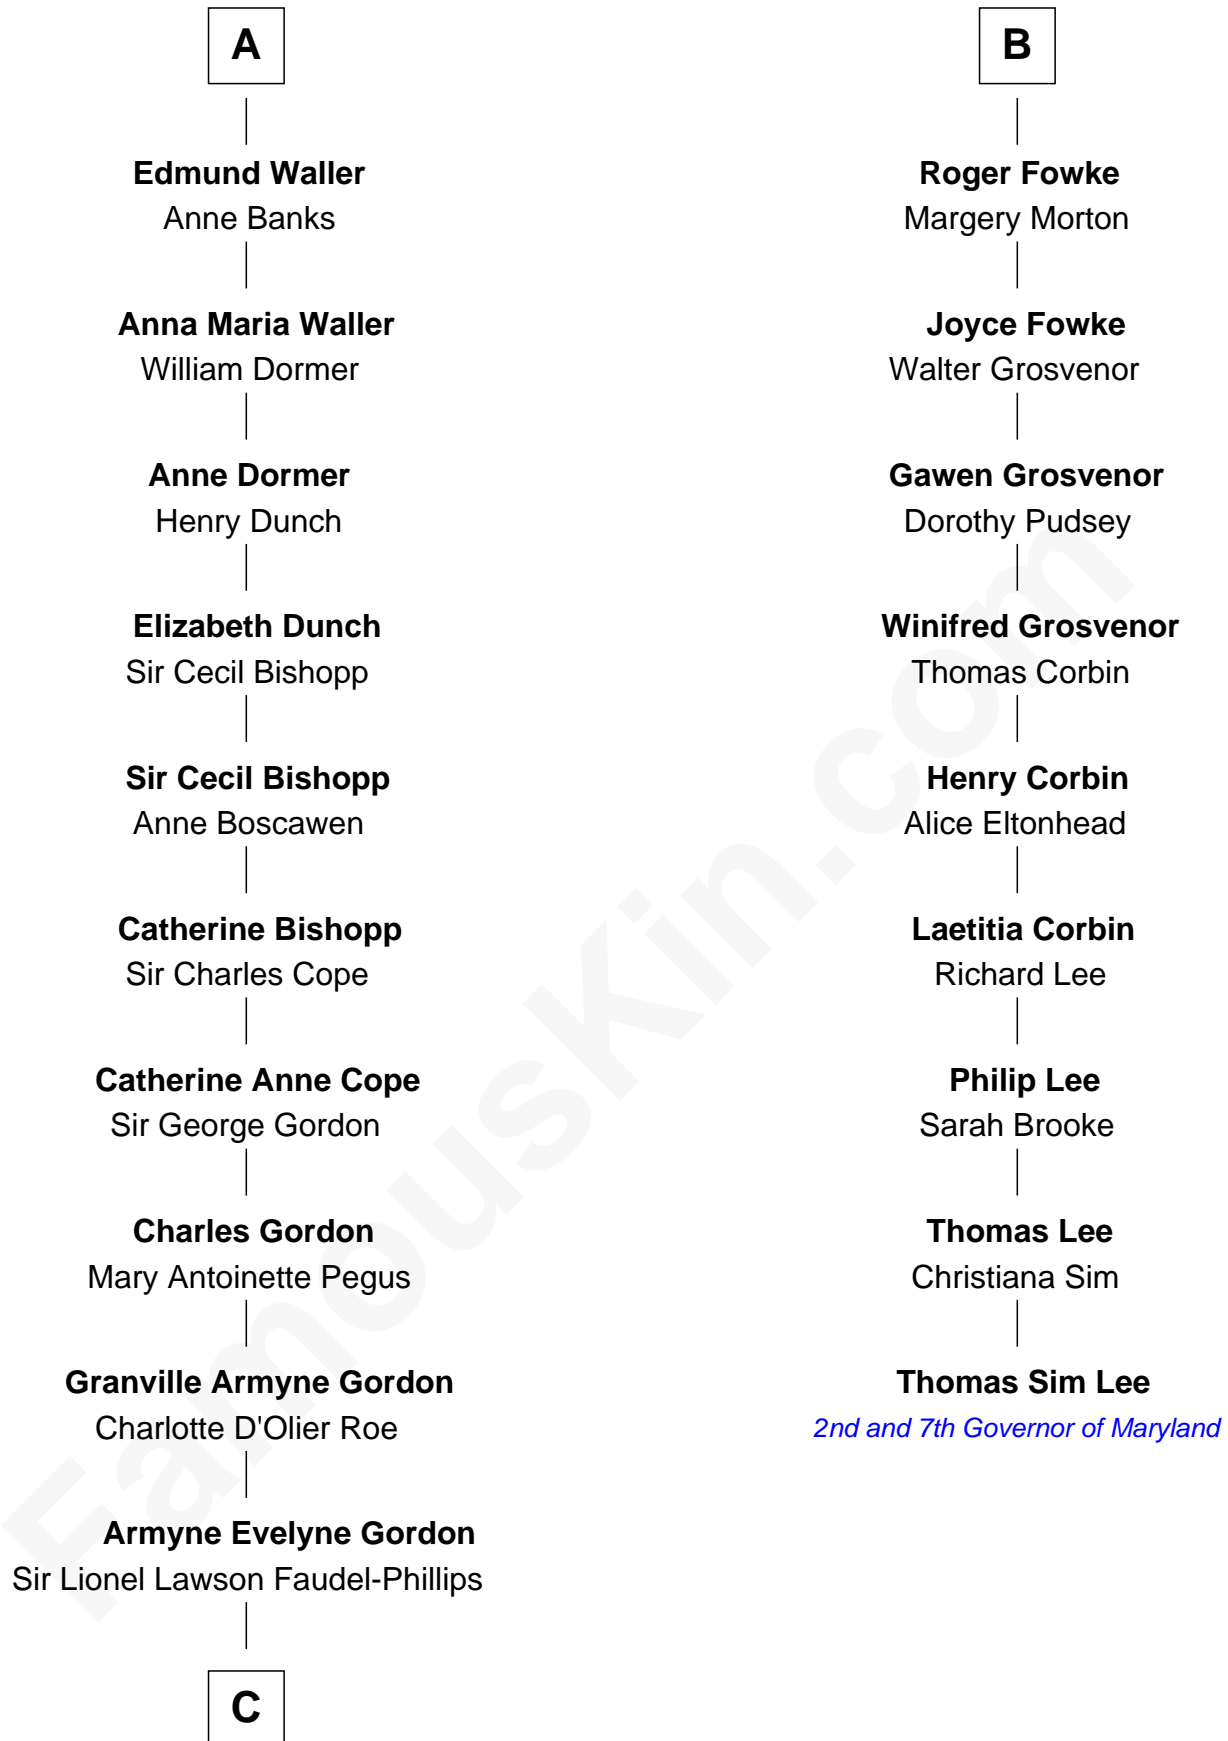 A
Edmund Waller
Anne Banks
Anna Maria Waller
William Dormer
Anne Dormer
Henry Dunch
Elizabeth Dunch
Sir Cecil Bishopp
Sir Cecil Bishopp
Anne Boscawen
Catherine Bishopp
Sir Charles Cope
Catherine Anne Cope
Sir George Gordon
Charles Gordon
Mary Antoinette Pegus
Granville Armyne Gordon
Charlotte D'Olier Roe
Armyne Evelyne Gordon
Sir Lionel Lawson Faudel-Phillips
C
B
Roger Fowke
Margery Morton
Joyce Fowke
Walter Grosvenor
Gawen Grosvenor
Dorothy Pudsey
Winifred Grosvenor
Thomas Corbin
Henry Corbin
Alice Eltonhead
Laetitia Corbin
Richard Lee
Philip Lee
Sarah Brooke
Thomas Lee
Christiana Sim
Thomas Sim Lee
2nd and 7th Governor of Maryland
FamousKin.com